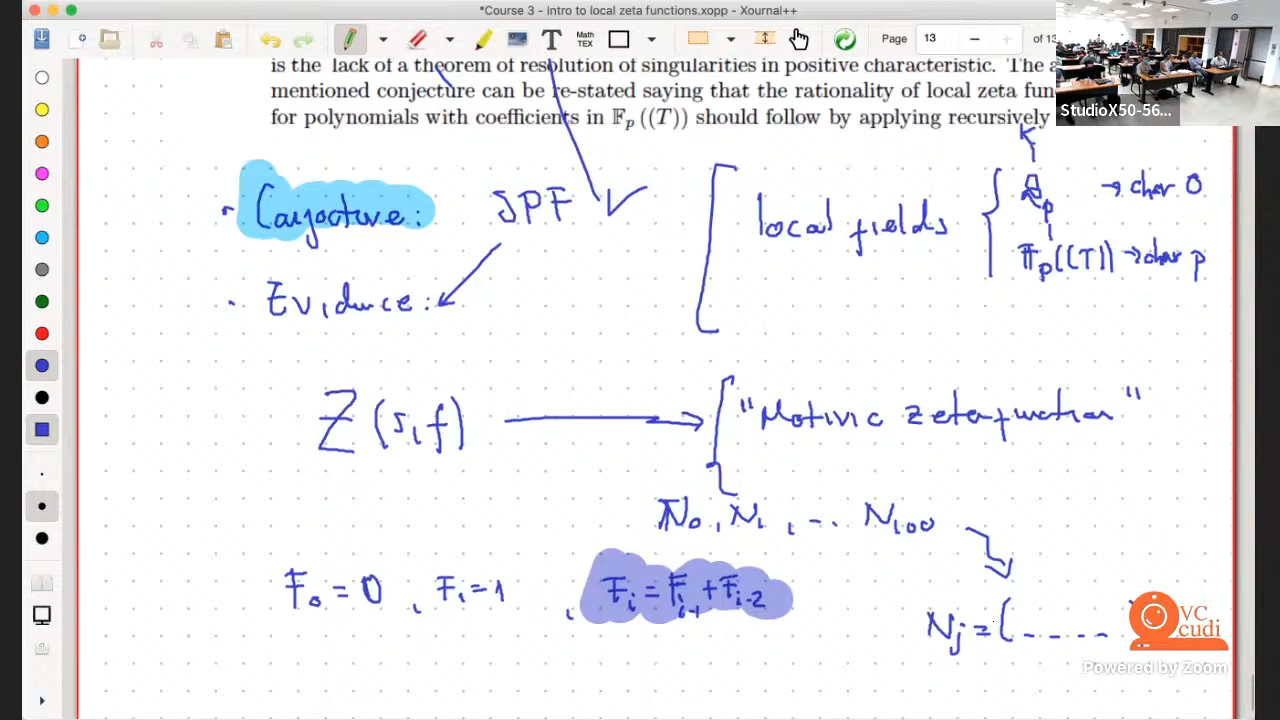 *Course 3 - Intro to local zeta functions.xopp - Xournal++
Math TEX
Page 13 of 13
is the lack of a theorem of resolution of singularities in positive characteristic. The a
mentioned conjecture can be re-stated saying that the rationality of local zeta fun
for polynomials with coefficients in 𝔽p ((T)) should follow by applying recursively
StudioX50-56...
Conjecture: SPF ✓
local fields
ℚp → char 0
𝔽p((T)) → char p
Evidence:
Z(s,f) → "Motivic zeta function"
N0, N1, ... N100
F0 = 0, F1 = 1, Fi = Fi-1 + Fi-2
Nj = ( - - - -
VC
cudi
Powered by Zoom